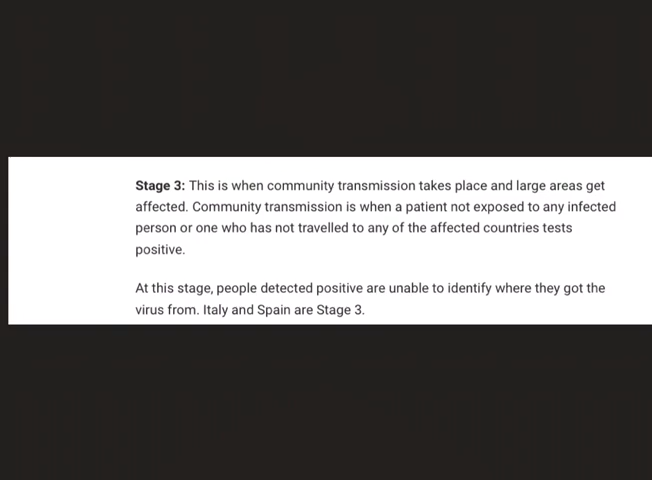 Stage 3: This is when community transmission takes place and large areas get
affected. Community transmission is when a patient not exposed to any infected
person or one who has not travelled to any of the affected countries tests
positive.
At this stage, people detected positive are unable to identify where they got the
virus from. Italy and Spain are Stage 3.